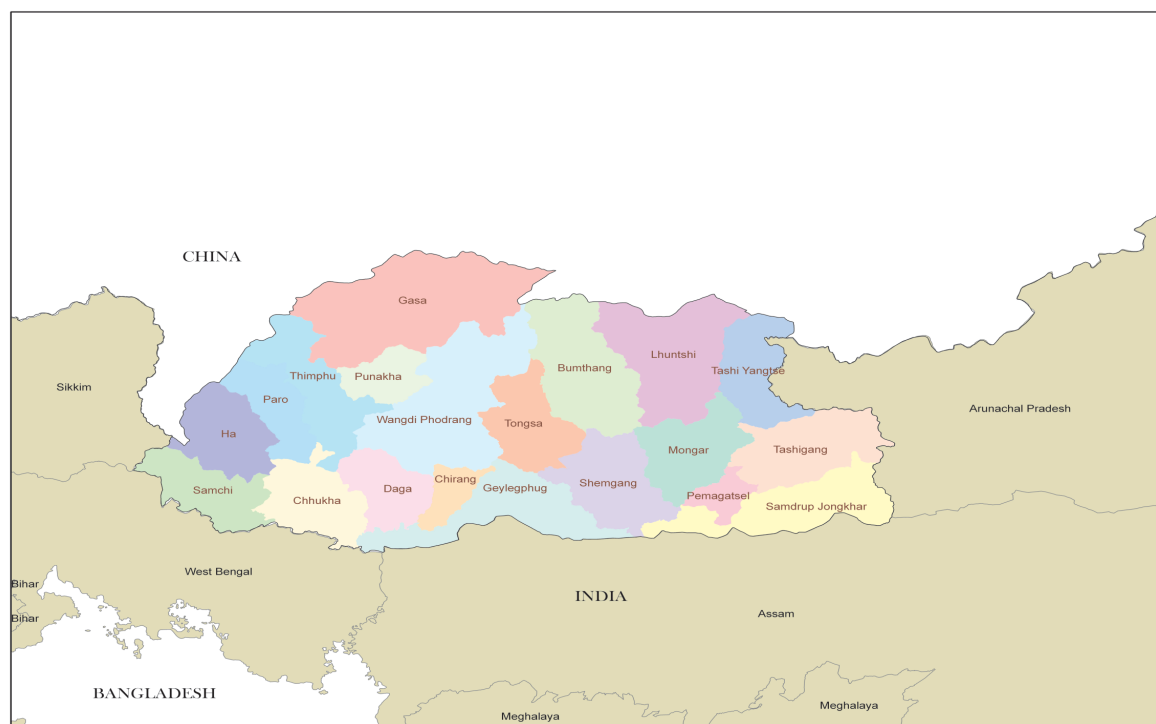 CHINA
Gasa
Lhuntshi
Bumthang
Tashi Yangtse
Thimphu
Punakha
Sikkim
Paro
Arunachal Pradesh
Wangdi Phodrang
Tongsa
Ha
Mongar
Tashigang
Chirang
Shemgang
Samchi
Daga
Geylegphug
Chhukha
Pemagatsel
Samdrup Jongkhar
West Bengal
Bihar
INDIA
Assam
Bihar
BANGLADESH
Meghalaya
Meghalaya